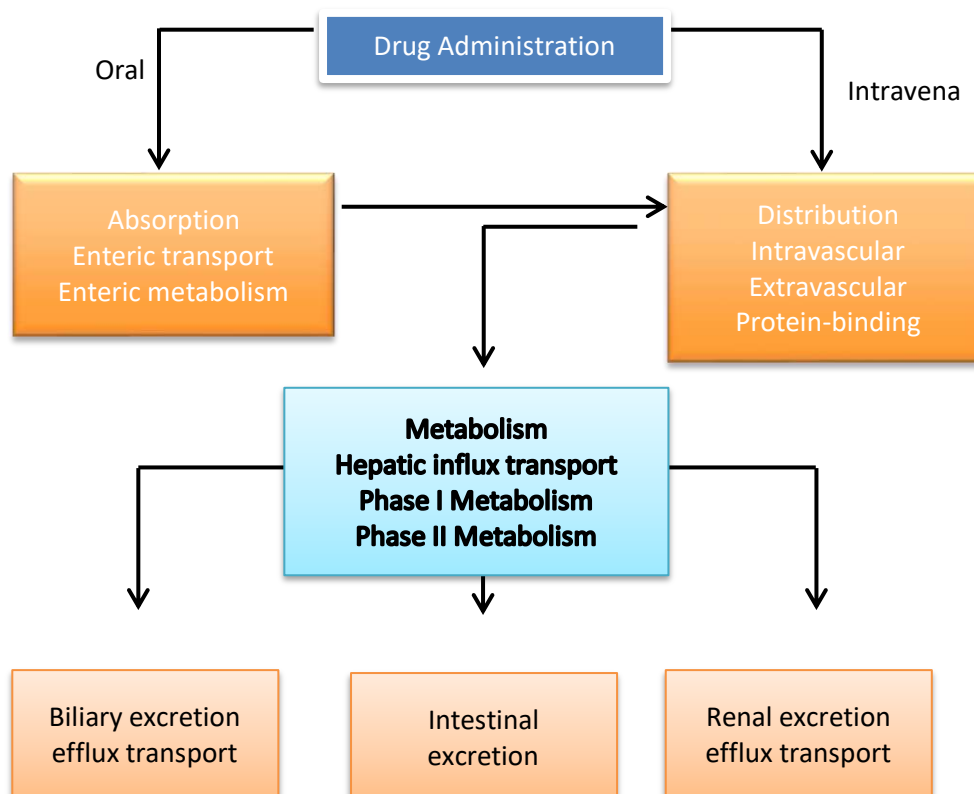 Drug Administration
Oral
Intravena
Absorption
Enteric transport
Enteric metabolism
Distribution
Intravascular
Extravascular
Protein-binding
Metabolism
Hepatic influx transport
Phase I Metabolism
Phase II Metabolism
Biliary excretion
efflux transport
Intestinal
excretion
Renal excretion
efflux transport